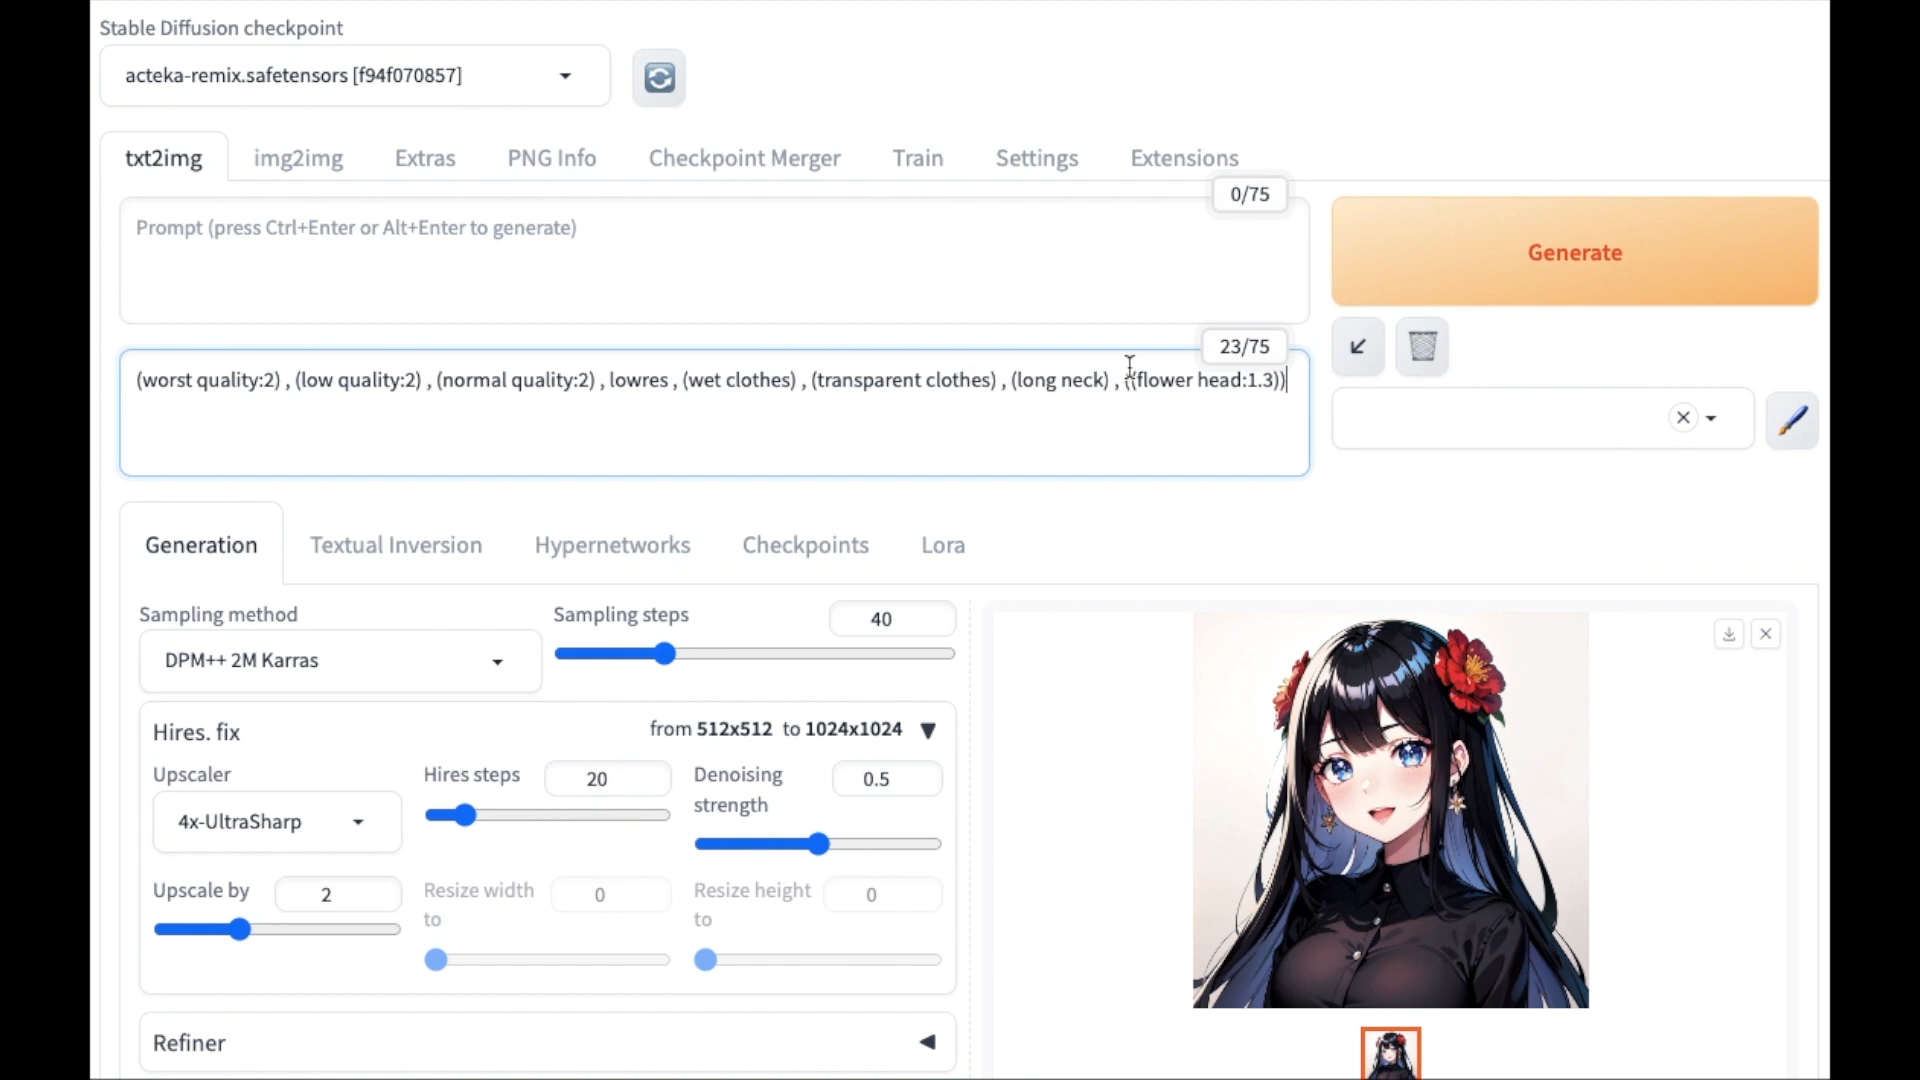 Stable Diffusion checkpoint
acteka-remix.safetensors [f94f070857]
txt2img img2img Extras PNG Info Checkpoint Merger Train Settings Extensions
0/75
Prompt (press Ctrl+Enter or Alt+Enter to generate)
Generate
23/75
(worst quality:2) , (low quality:2) , (normal quality:2) , lowres , (wet clothes) , (transparent clothes) , (long neck) , ((flower head:1.3))
Generation Textual Inversion Hypernetworks Checkpoints Lora
Sampling method
DPM++ 2M Karras
Sampling steps
40
Hires. fix
from 512x512 to 1024x1024
Upscaler
4x-UltraSharp
Hires steps
20
Denoising
strength
0.5
Upscale by
2
Resize width
to
0
Resize height
to
0
Refiner